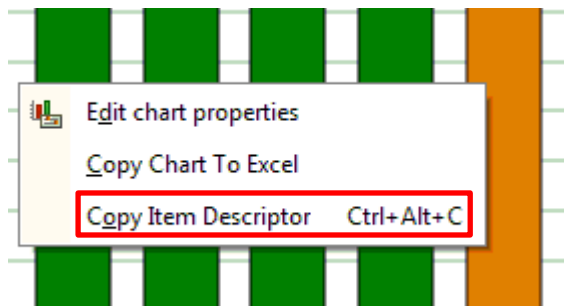 Edit chart properties
Copy Chart To Excel
Copy Item Descriptor Ctrl+Alt+C